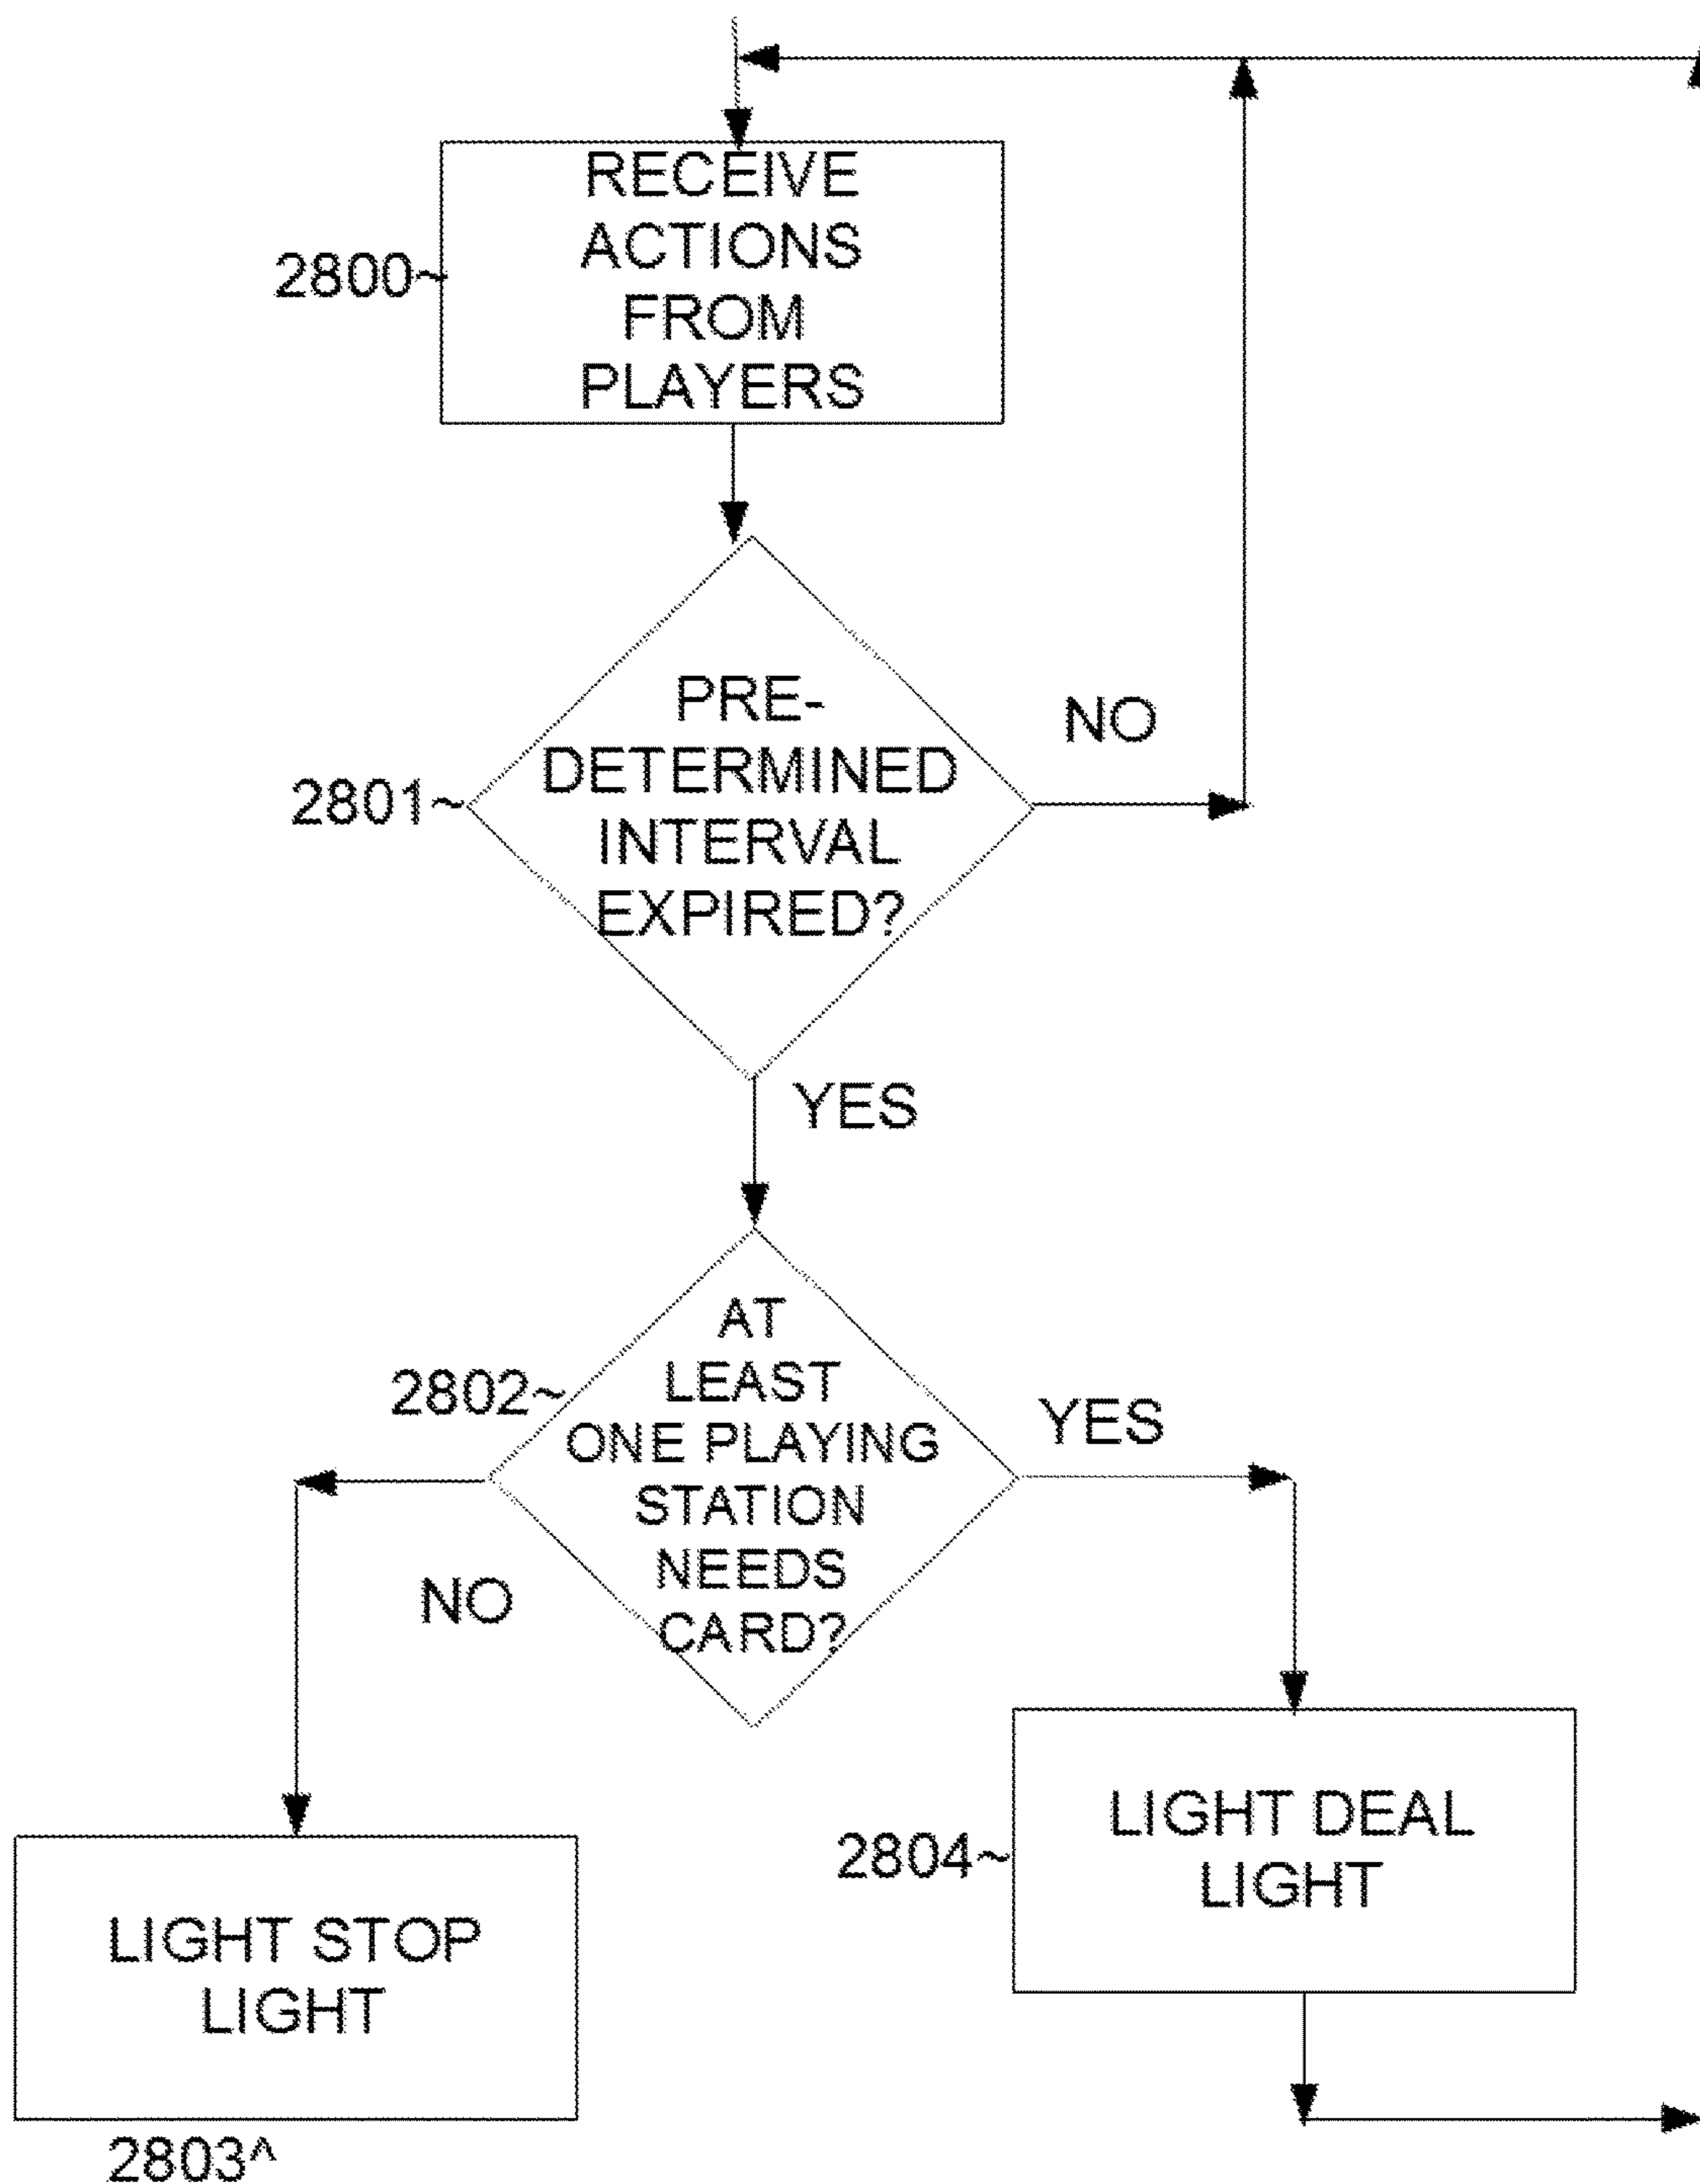 RECEIVE
ACTIONS
FROM
PLAYERS
2800~
PRE-
DETERMINED
INTERVAL
EXPIRED?
2801~
NO
YES
AT
LEAST
ONE PLAYING
STATION
NEEDS
CARD?
2802~
YES
NO
LIGHT DEAL
LIGHT
2804~
LIGHT STOP
LIGHT
2803^